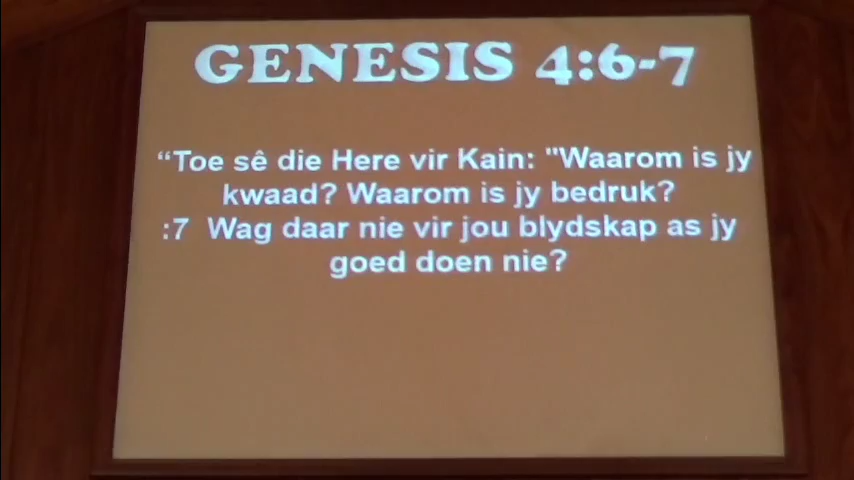 GENESIS 4:6-7
“Toe sê die Here vir Kain: "Waarom is jy
kwaad? Waarom is jy bedruk?
:7 Wag daar nie vir jou blydskap as jy
goed doen nie?